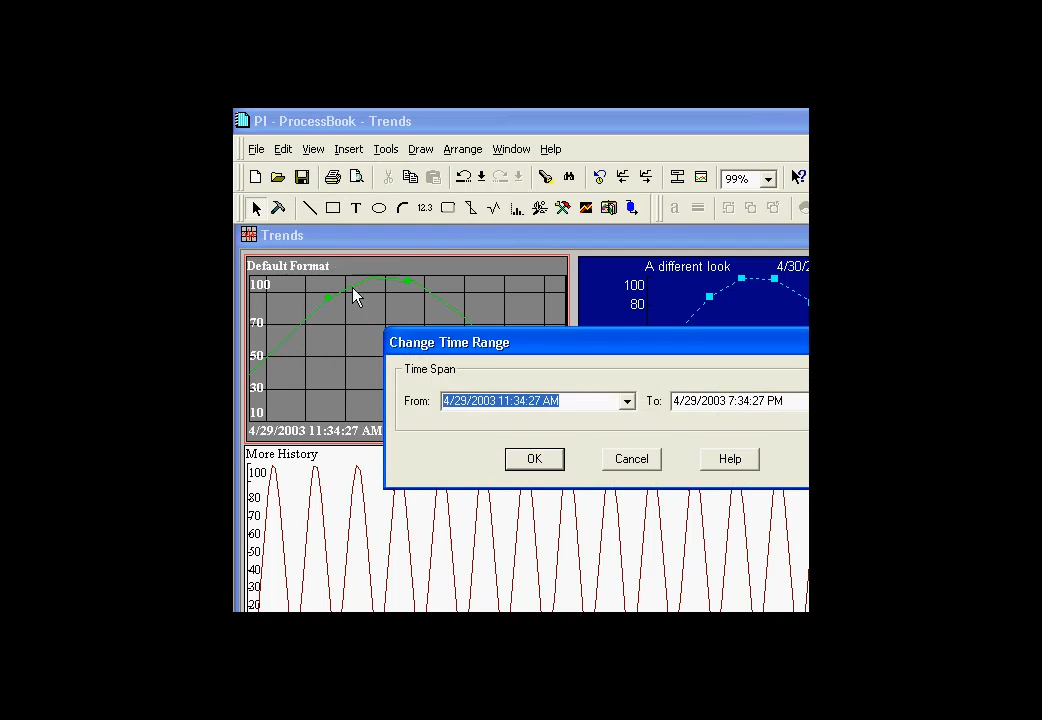 PI - ProcessBook - Trends
File Edit View Insert Tools Draw Arrange Window Help
99%
T 12.3 a
Trends
Default Format
100
70
50
30
10
4/29/2003 11:34:27 AM
A different look 4/30/2
100
80
Change Time Range
Time Span
From: 4/29/2003 11:34:27 AM To: 4/29/2003 7:34:27 PM
OK Cancel Help
More History
100
80
70
60
50
40
30
20